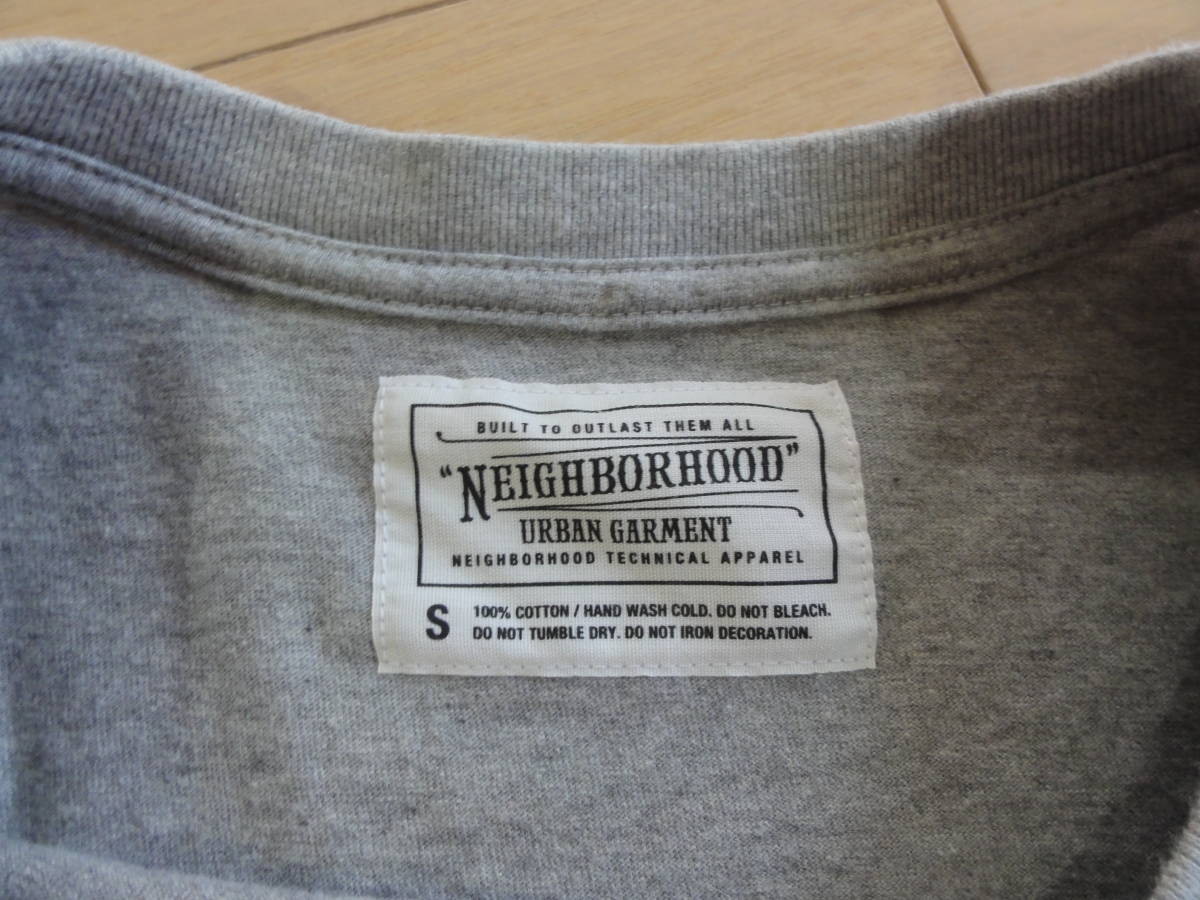 BUILT TO OUTLAST THEM ALL
"NEIGHBORHOOD"
URBAN GARMENT
NEIGHBORHOOD TECHNICAL APPAREL
S 100% COTTON / HAND WASH COLD. DO NOT BLEACH.
DO NOT TUMBLE DRY. DO NOT IRON DECORATION.